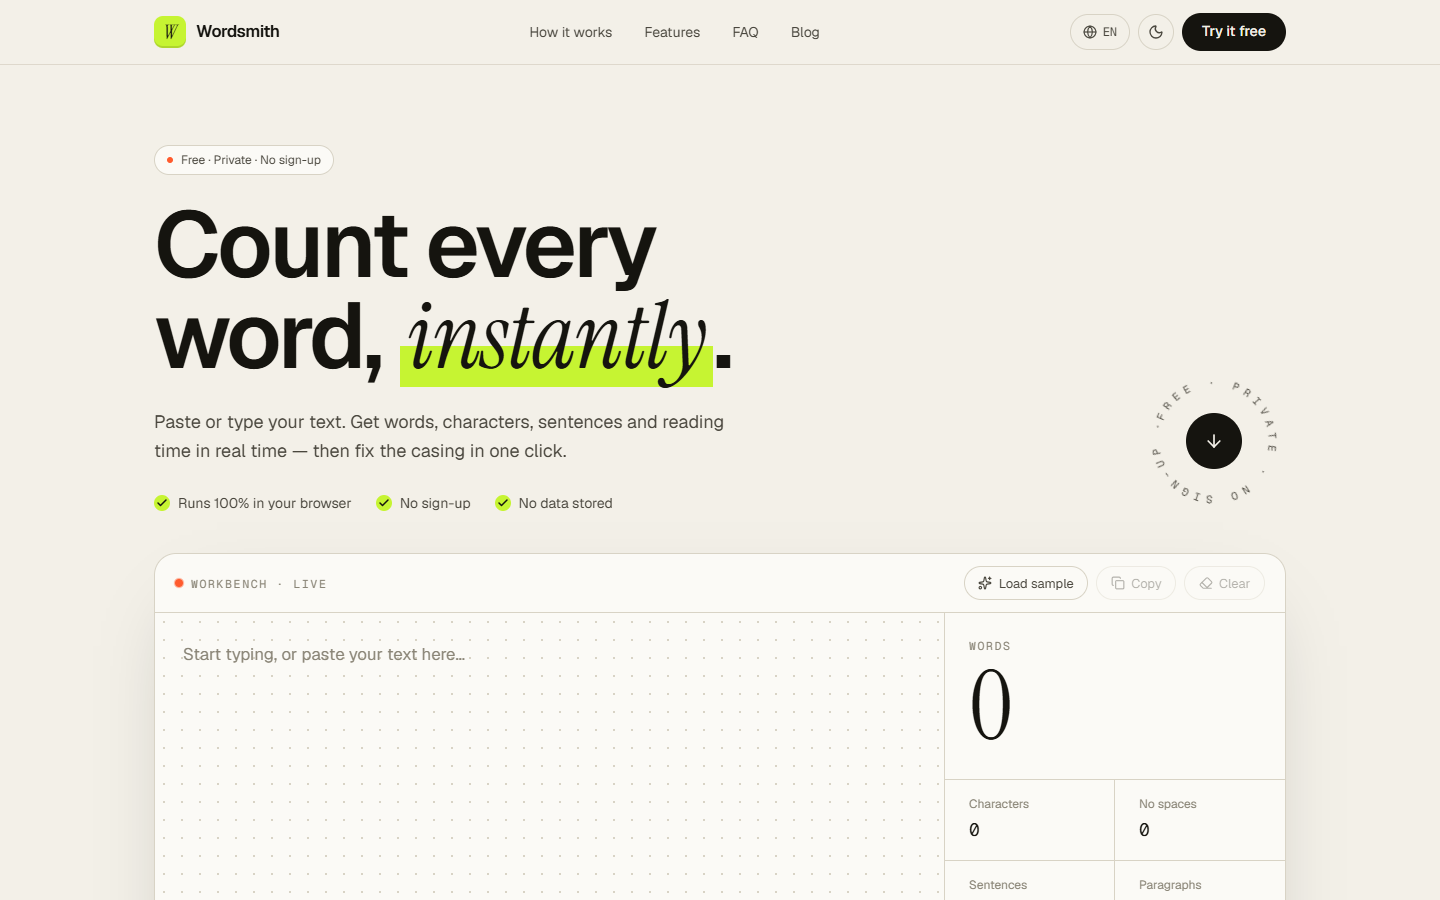 W Wordsmith
How it works
Features
FAQ
Blog
EN
Try it free
Free · Private · No sign-up
Count every
word, instantly.
Paste or type your text. Get words, characters, sentences and reading
time in real time — then fix the casing in one click.
Runs 100% in your browser
No sign-up
No data stored
FREE · PRIVATE · NO SIGN-UP ·
WORKBENCH · LIVE
Load sample
Copy
Clear
Start typing, or paste your text here...
WORDS
0
Characters
0
No spaces
0
Sentences
Paragraphs